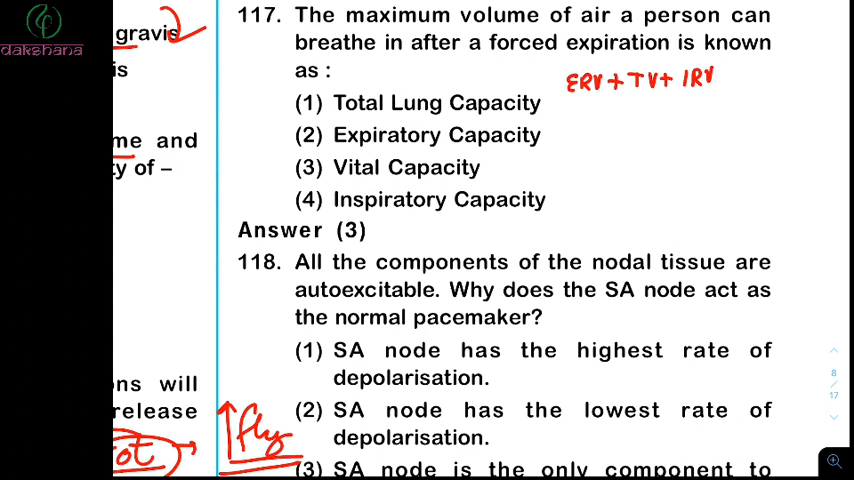 dakshana
gravis
is
me and
ty of –
ons will
release
ot
117. The maximum volume of air a person can
breathe in after a forced expiration is known
as :
ERV + TV + IRV
(1) Total Lung Capacity
(2) Expiratory Capacity
(3) Vital Capacity
(4) Inspiratory Capacity
Answer (3)
118. All the components of the nodal tissue are
autoexcitable. Why does the SA node act as
the normal pacemaker?
(1) SA node has the highest rate of
depolarisation.
(2) SA node has the lowest rate of
depolarisation.
(3) SA node is the only component to
8
/
17